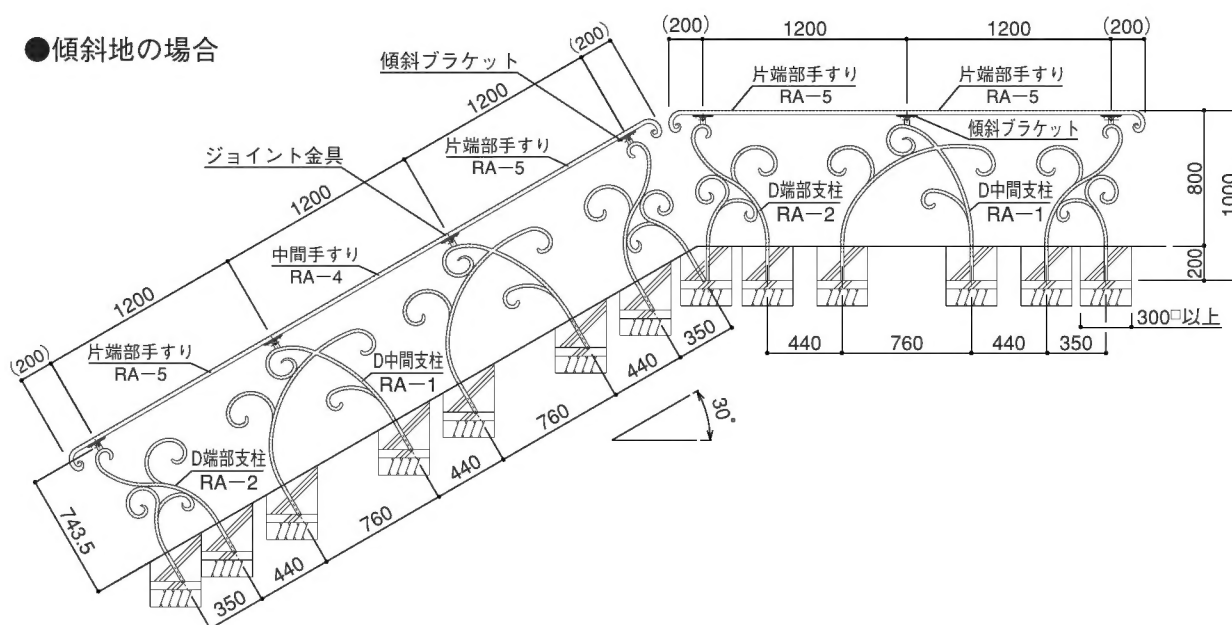 ●傾斜地の場合
(200)
1200
1200
(200)
傾斜ブラケット
(200)
1200
片端部手すり
RA-5
片端部手すり
RA-5
傾斜ブラケット
ジョイント金具
片端部手すり
RA-5
1200
D端部支柱
RA-2
D中間支柱
RA-1
800
1000
200
中間手すり
RA-4
1200
300□以上
440
760
440
350
(200)
片端部手すり
RA-5
D中間支柱
RA-1
350
440
760
30°
D端部支柱
RA-2
440
760
743.5
440
350